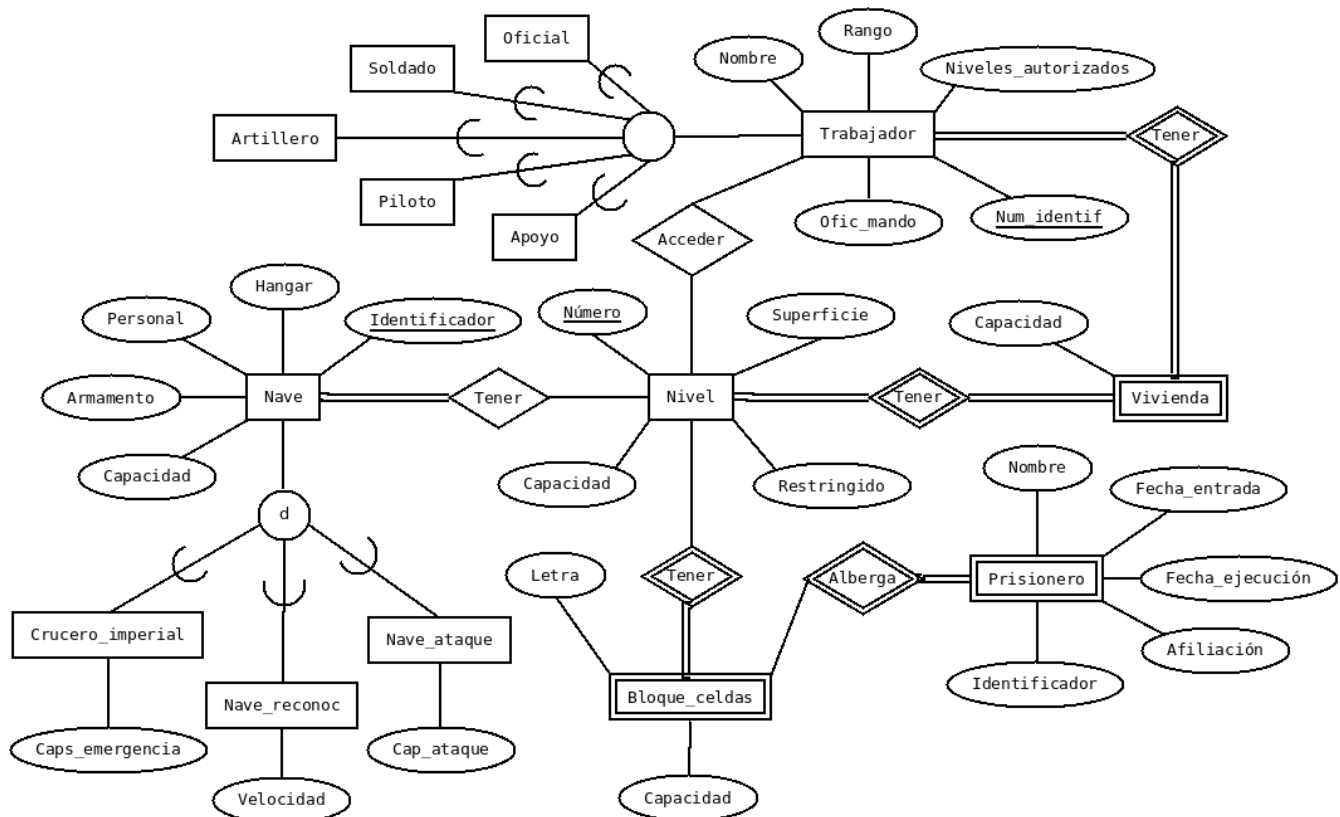 Oficial
Rango
Nombre
Soldado
Niveles_autorizados
Artillero
Trabajador
Tener
Piloto
Ofic_mando
Num_identif
Apoyo
Acceder
Hangar
Número
Superficie
Personal
Identificador
Capacidad
Armamento
Nave
Tener
Nivel
Tener
Vivienda
Capacidad
Capacidad
Restringido
Nombre
Fecha_entrada
d
Letra
Tener
Alberga
Prisionero
Fecha_ejecución
Crucero_imperial
Nave_ataque
Afiliación
Nave_reconoc
Bloque_celdas
Identificador
Caps_emergencia
Cap_ataque
Velocidad
Capacidad